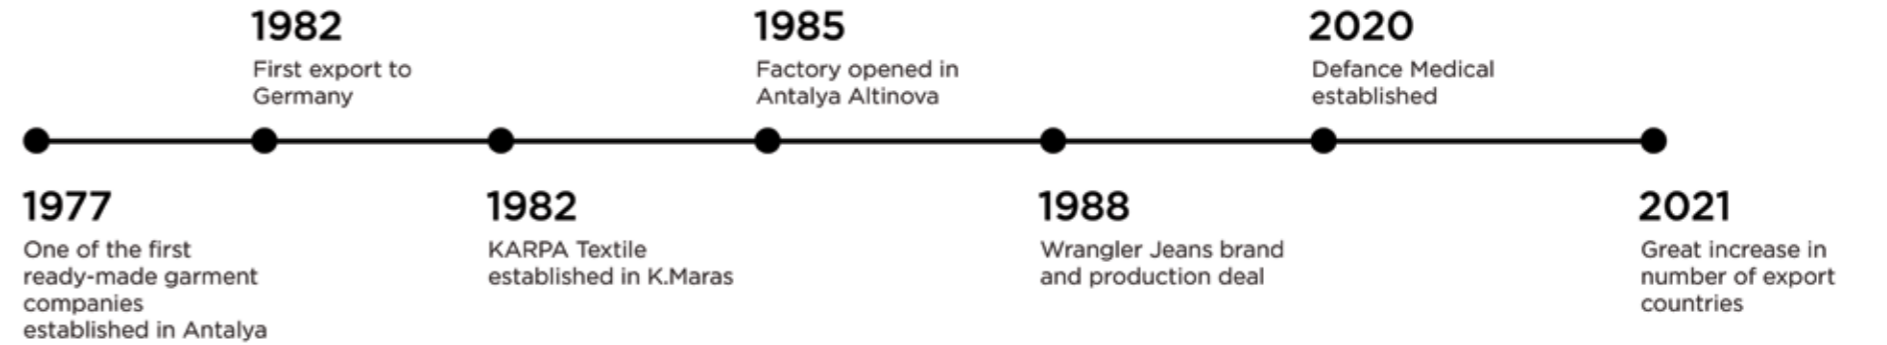 1982
First export to
Germany
1985
Factory opened in
Antalya Altinova
2020
Defance Medical
established
1977
One of the first
ready-made garment
companies
established in Antalya
1982
KARPA Textile
established in K.Maras
1988
Wrangler Jeans brand
and production deal
2021
Great increase in
number of export
countries